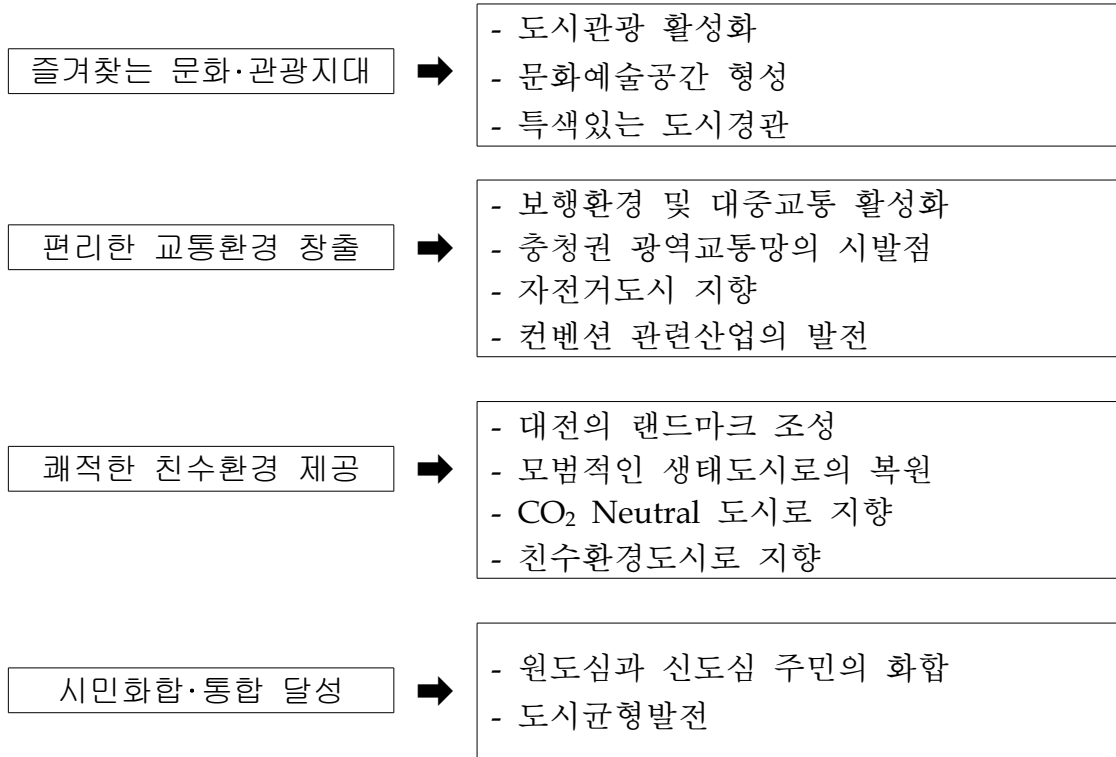 즐겨찾는 문화·관광지대
- 도시관광 활성화
- 문화예술공간 형성
- 특색있는 도시경관
편리한 교통환경 창출
- 보행환경 및 대중교통 활성화
- 충청권 광역교통망의 시발점
- 자전거도시 지향
- 컨벤션 관련산업의 발전
쾌적한 친수환경 제공
- 대전의 랜드마크 조성
- 모범적인 생태도시로의 복원
- CO₂ Neutral 도시로 지향
- 친수환경도시로 지향
시민화합·통합 달성
- 원도심과 신도심 주민의 화합
- 도시균형발전